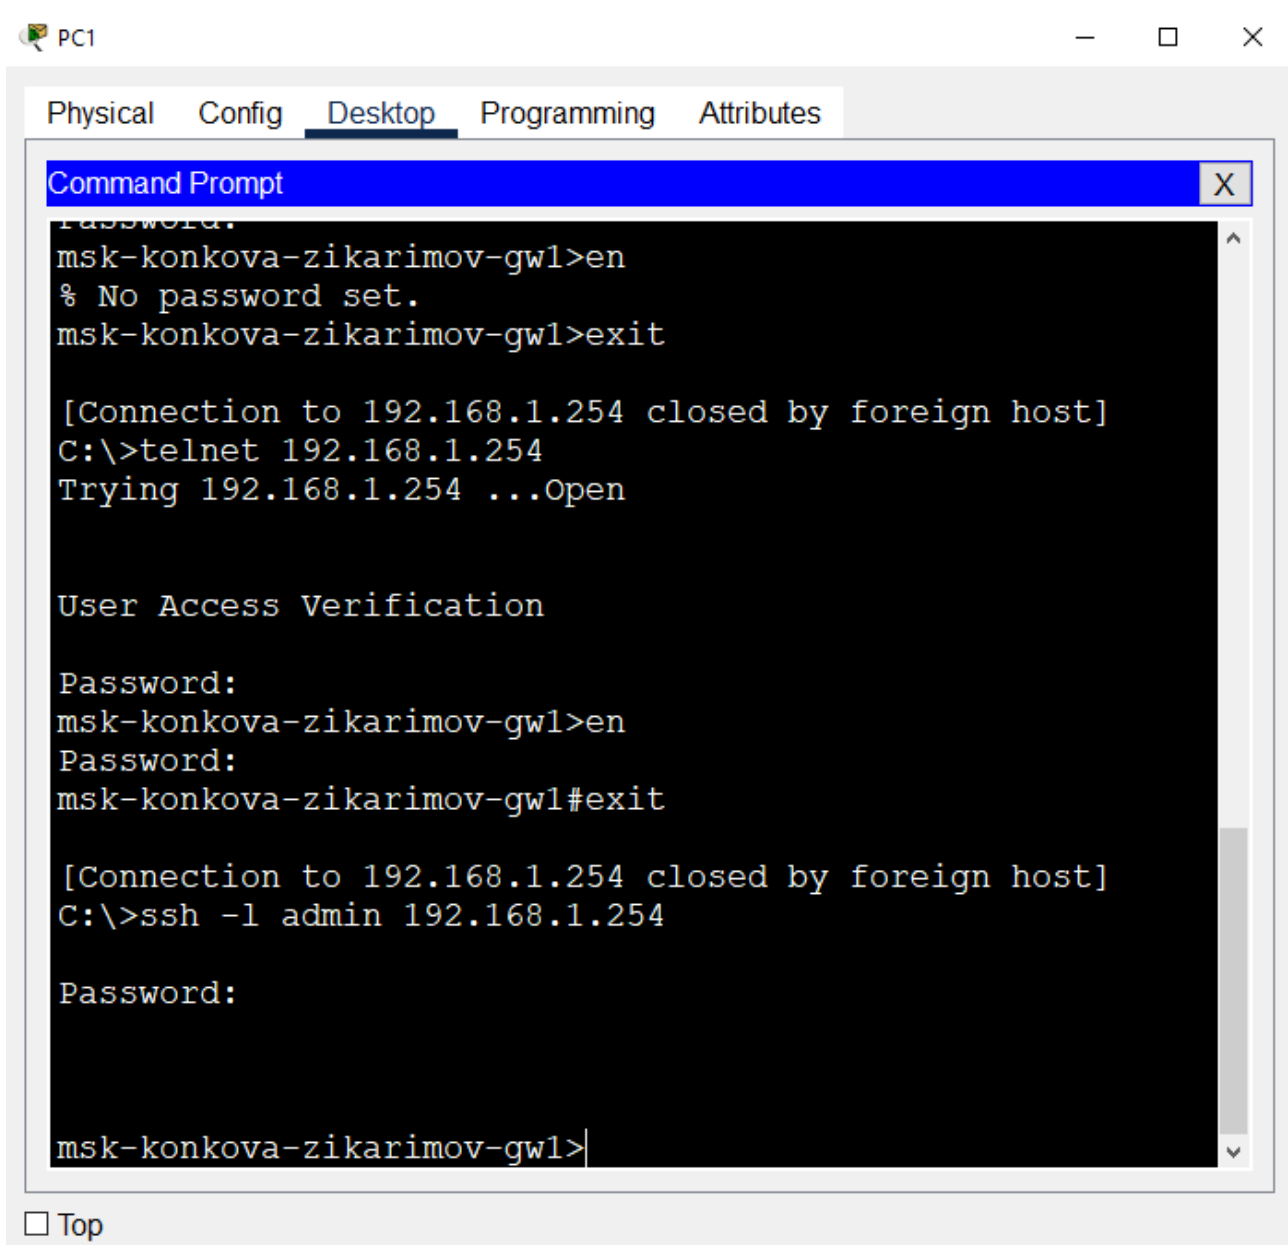 PC1
Physical Config Desktop Programming Attributes
Command Prompt X
Password:
msk-konkova-zikarimov-gw1>en
% No password set.
msk-konkova-zikarimov-gw1>exit
[Connection to 192.168.1.254 closed by foreign host]
C:\>telnet 192.168.1.254
Trying 192.168.1.254 ...Open
User Access Verification
Password:
msk-konkova-zikarimov-gw1>en
Password:
msk-konkova-zikarimov-gw1#exit
[Connection to 192.168.1.254 closed by foreign host]
C:\>ssh -l admin 192.168.1.254
Password:
msk-konkova-zikarimov-gw1>
Top